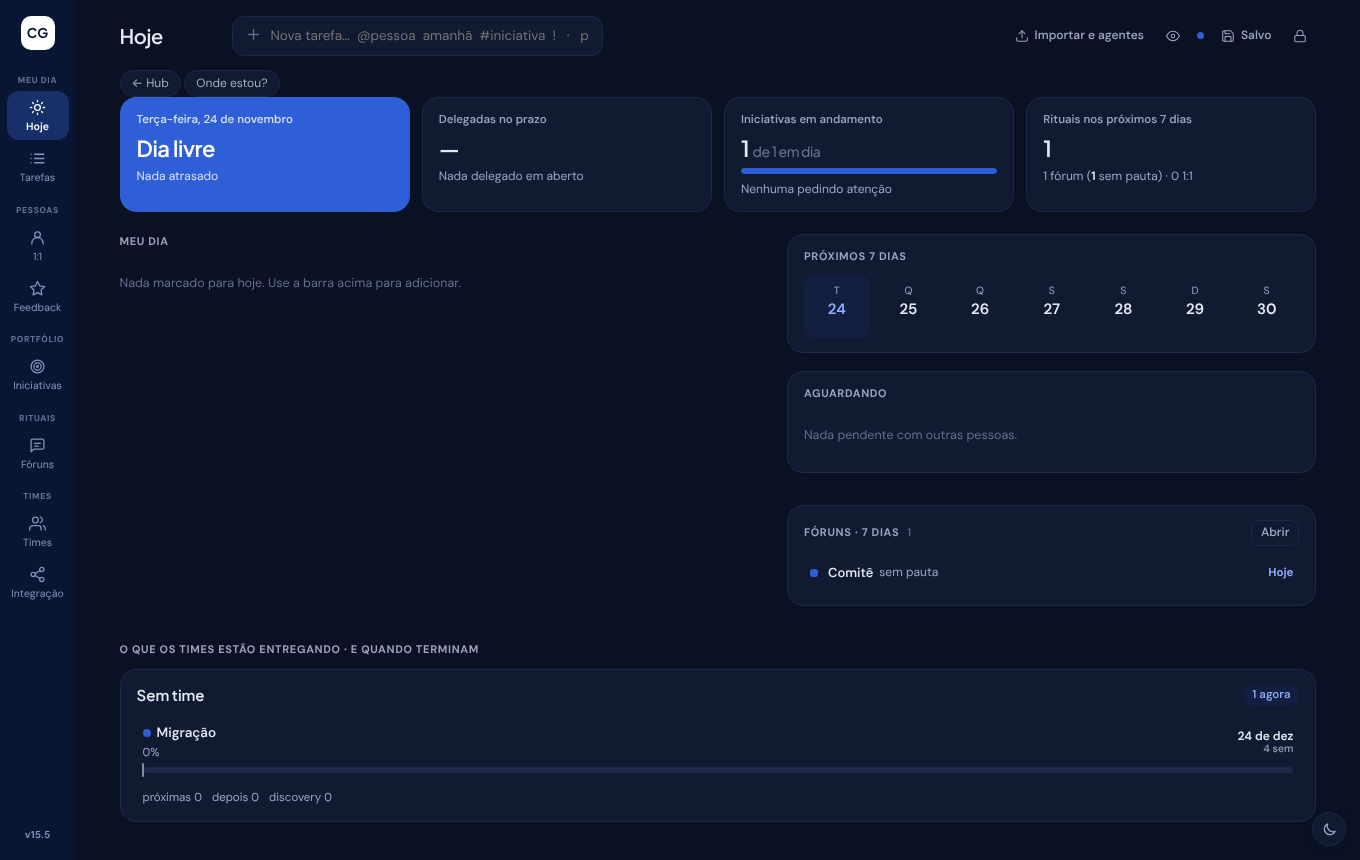 CG
MEU DIA
Hoje
Tarefas
PESSOAS
1:1
Feedback
PORTFÓLIO
Iniciativas
RITUAIS
Fóruns
TIMES
Times
Integração
v15.5
Hoje
Nova tarefa... @pessoa amanhã #iniciativa ! · p
Importar e agentes
Salvo
← Hub
Onde estou?
Terça-feira, 24 de novembro
Dia livre
Nada atrasado
Delegadas no prazo
—
Nada delegado em aberto
Iniciativas em andamento
1 de 1 em dia
Nenhuma pedindo atenção
Rituais nos próximos 7 dias
1
1 fórum (1 sem pauta) · 0 1:1
MEU DIA
Nada marcado para hoje. Use a barra acima para adicionar.
PRÓXIMOS 7 DIAS
T Q Q S S D S
24 25 26 27 28 29 30
AGUARDANDO
Nada pendente com outras pessoas.
FÓRUNS · 7 DIAS 1
Abrir
Comitê sem pauta
Hoje
O QUE OS TIMES ESTÃO ENTREGANDO · E QUANDO TERMINAM
Sem time
1 agora
Migração
0%
24 de dez
4 sem
próximas 0 depois 0 discovery 0